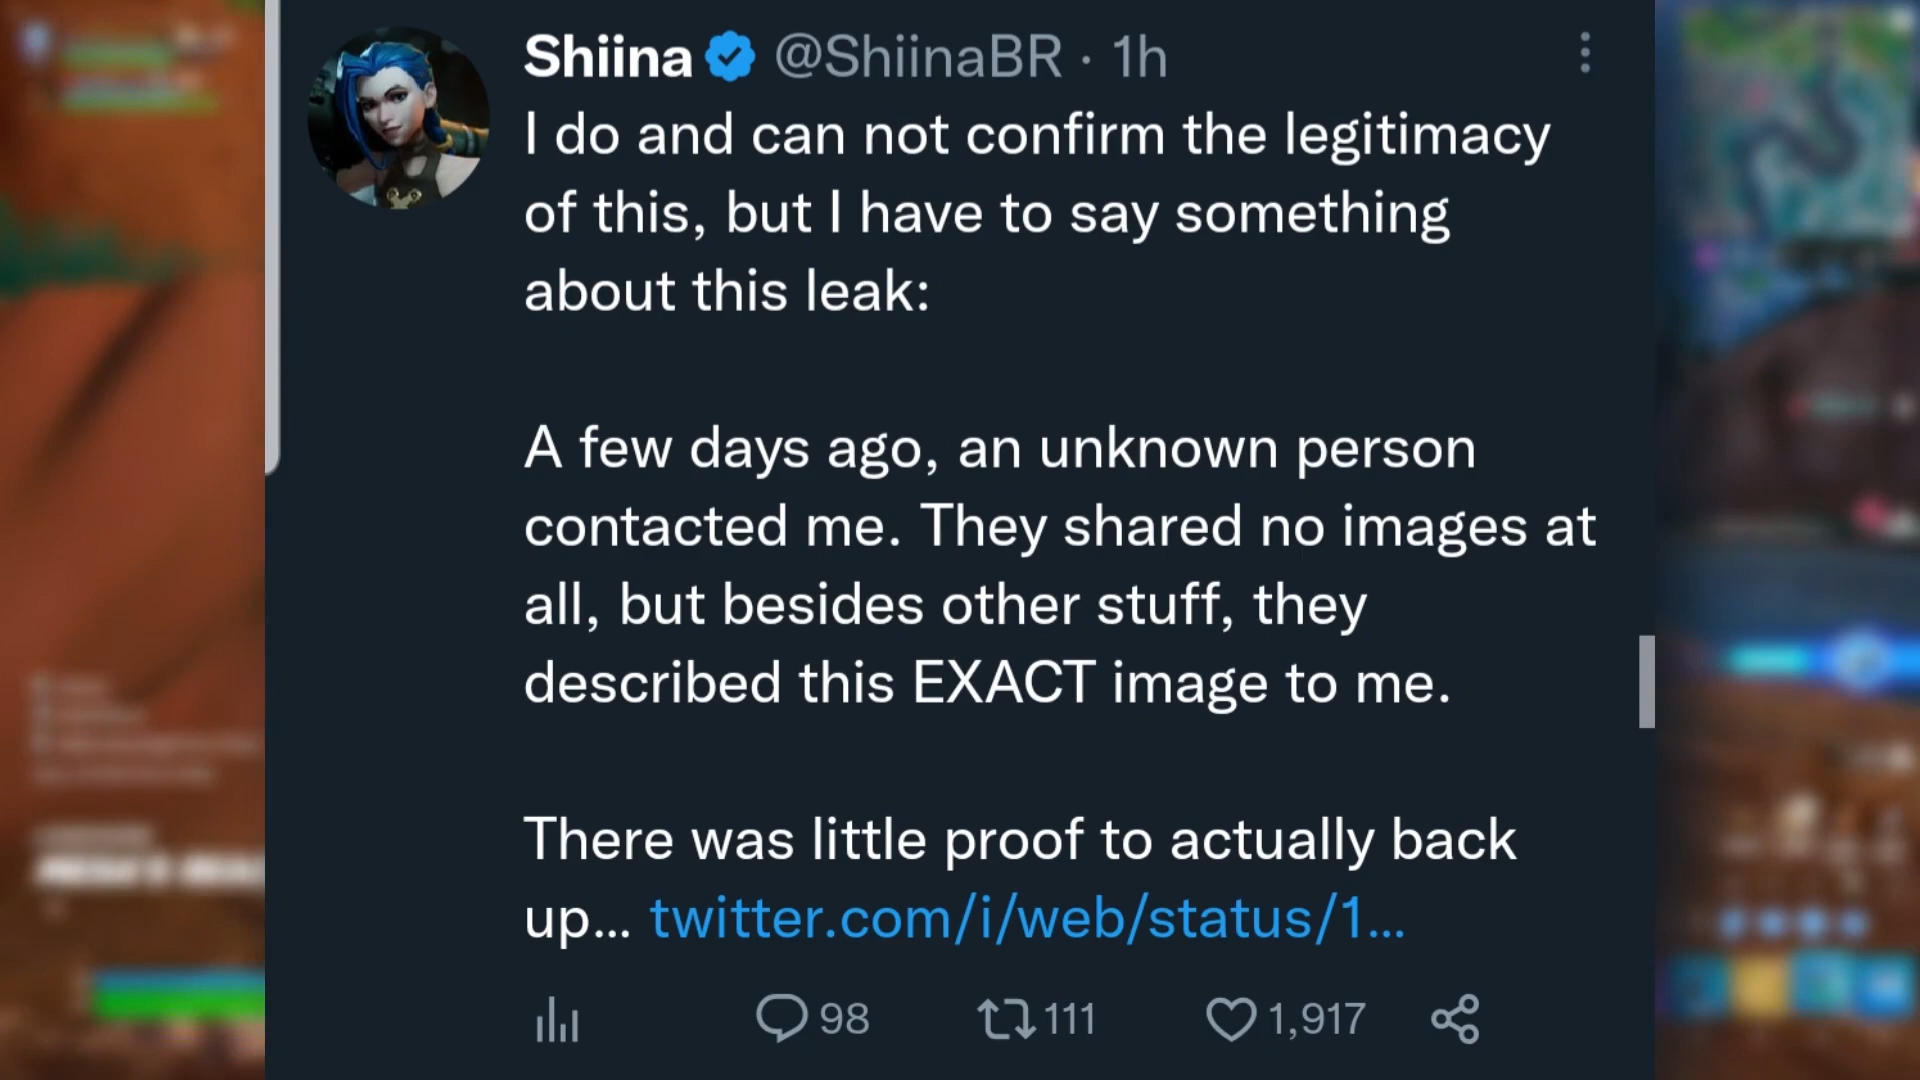 Shiina @ShiinaBR · 1h
I do and can not confirm the legitimacy
of this, but I have to say something
about this leak:
A few days ago, an unknown person
contacted me. They shared no images at
all, but besides other stuff, they
described this EXACT image to me.
There was little proof to actually back
up... twitter.com/i/web/status/1...
98 111 1,917